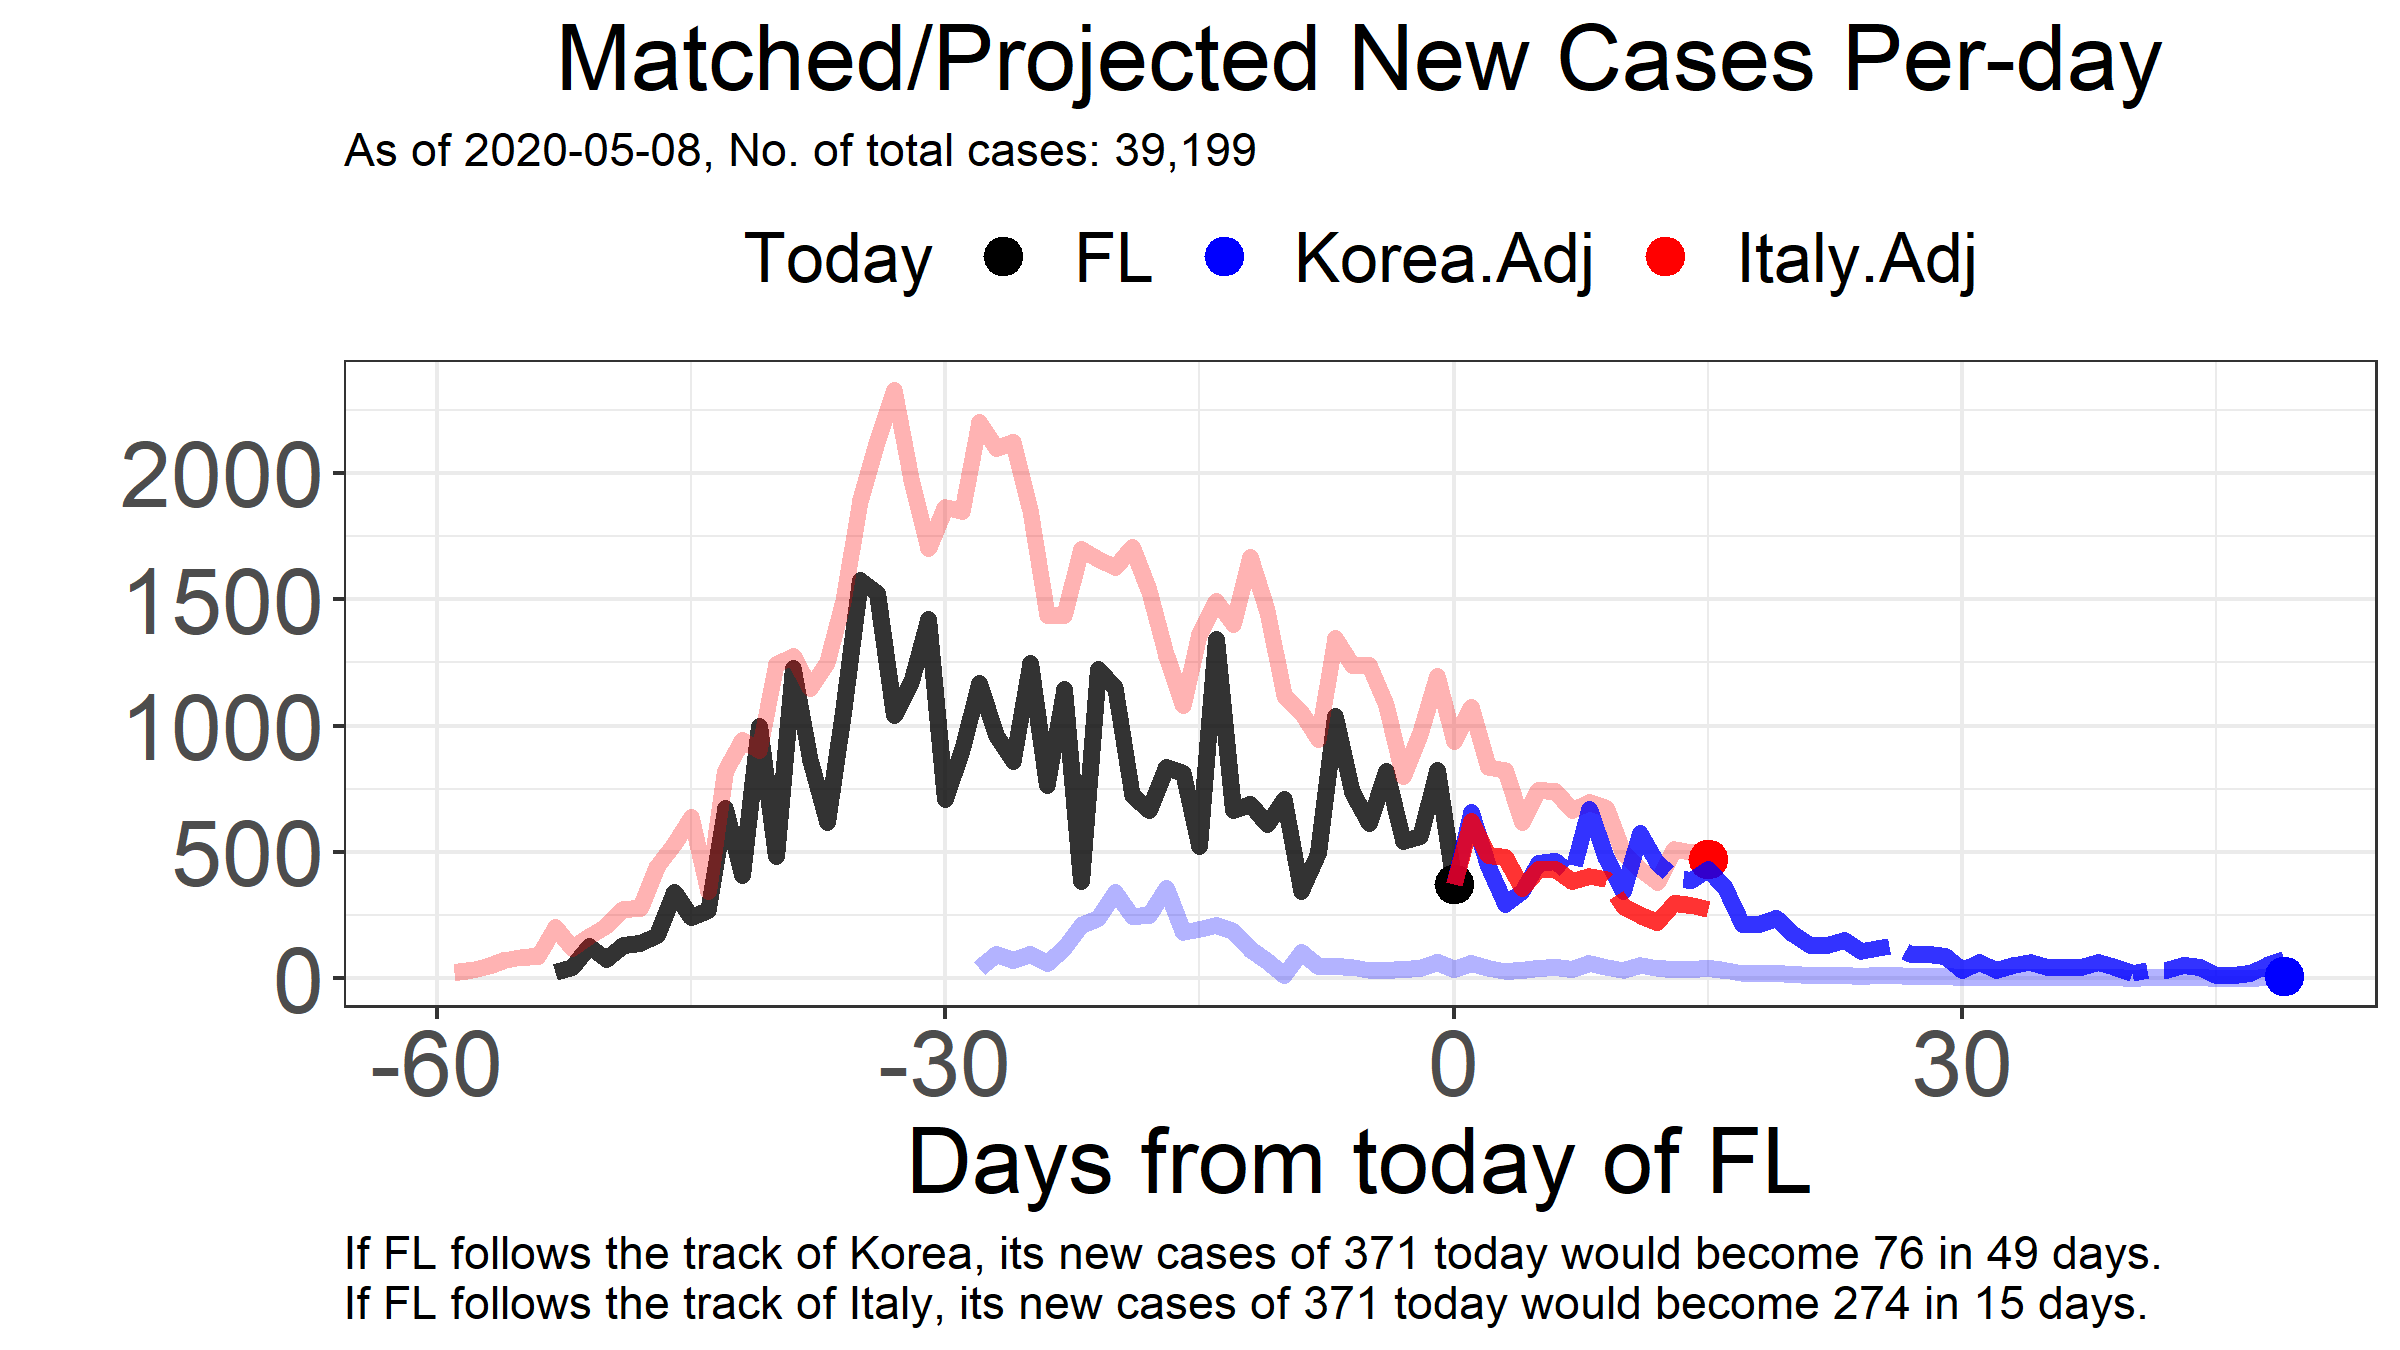 Matched/Projected New Cases Per-day
As of 2020-05-08, No. of total cases: 39,199
Today FL Korea.Adj Italy.Adj
2000
1500
1000
500
0
-60 -30 0 30
Days from today of FL
If FL follows the track of Korea, its new cases of 371 today would become 76 in 49 days.
If FL follows the track of Italy, its new cases of 371 today would become 274 in 15 days.